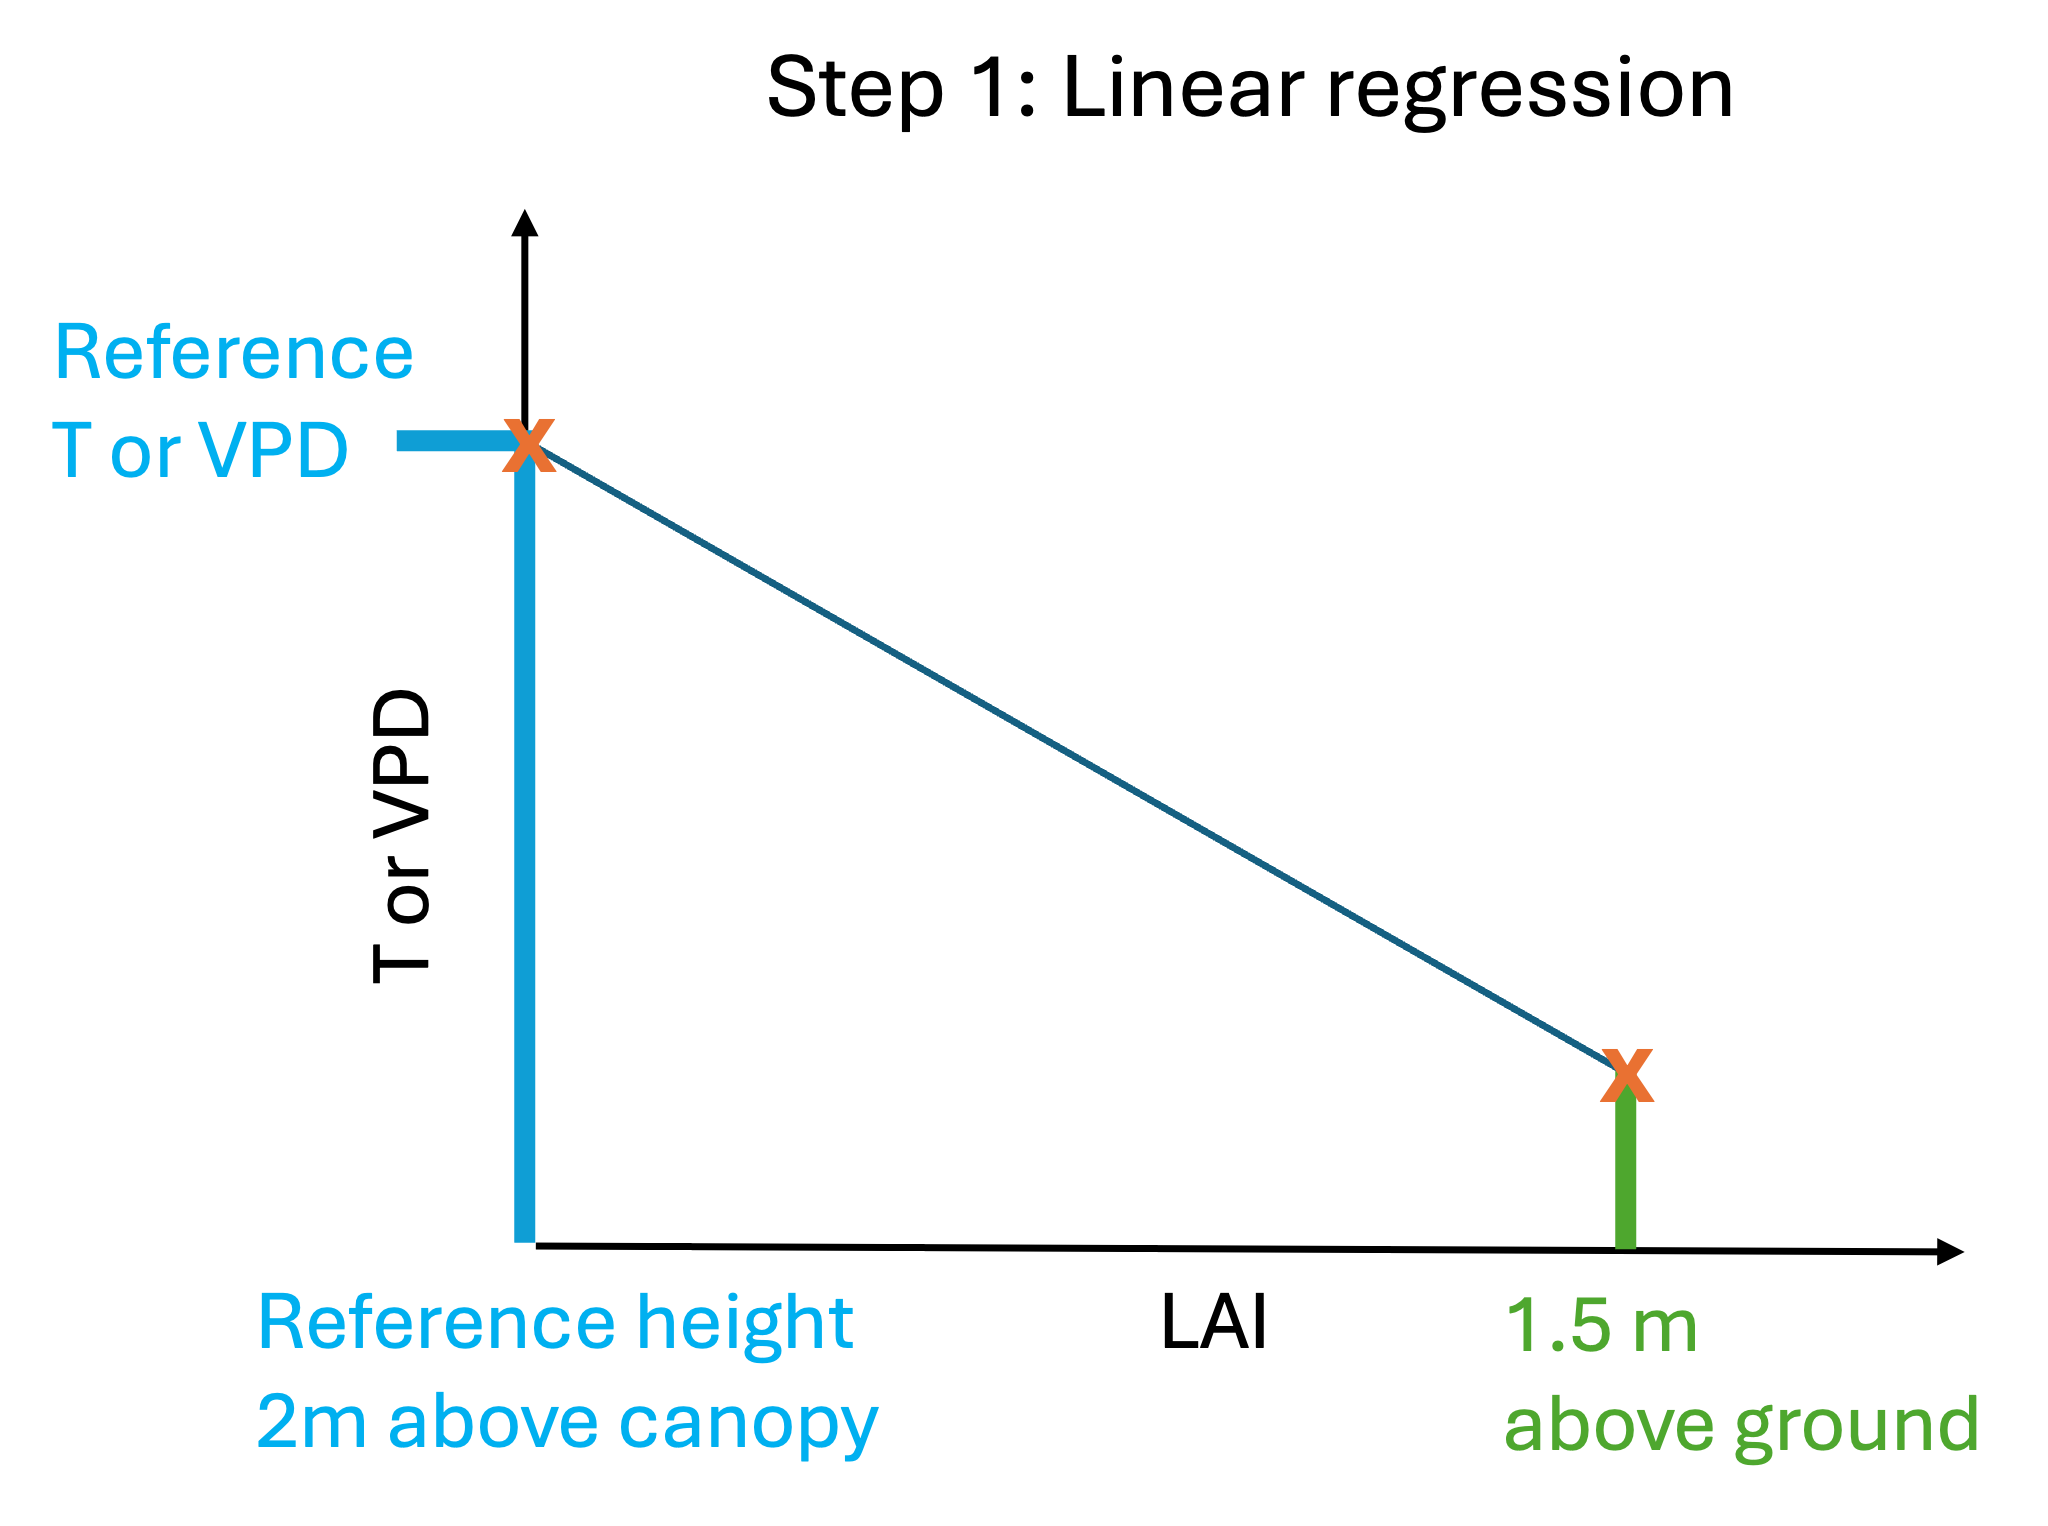 Step 1: Linear regression
Reference
T or VPD
T or VPD
X
X
Reference height
2m above canopy
LAI
1.5 m
above ground